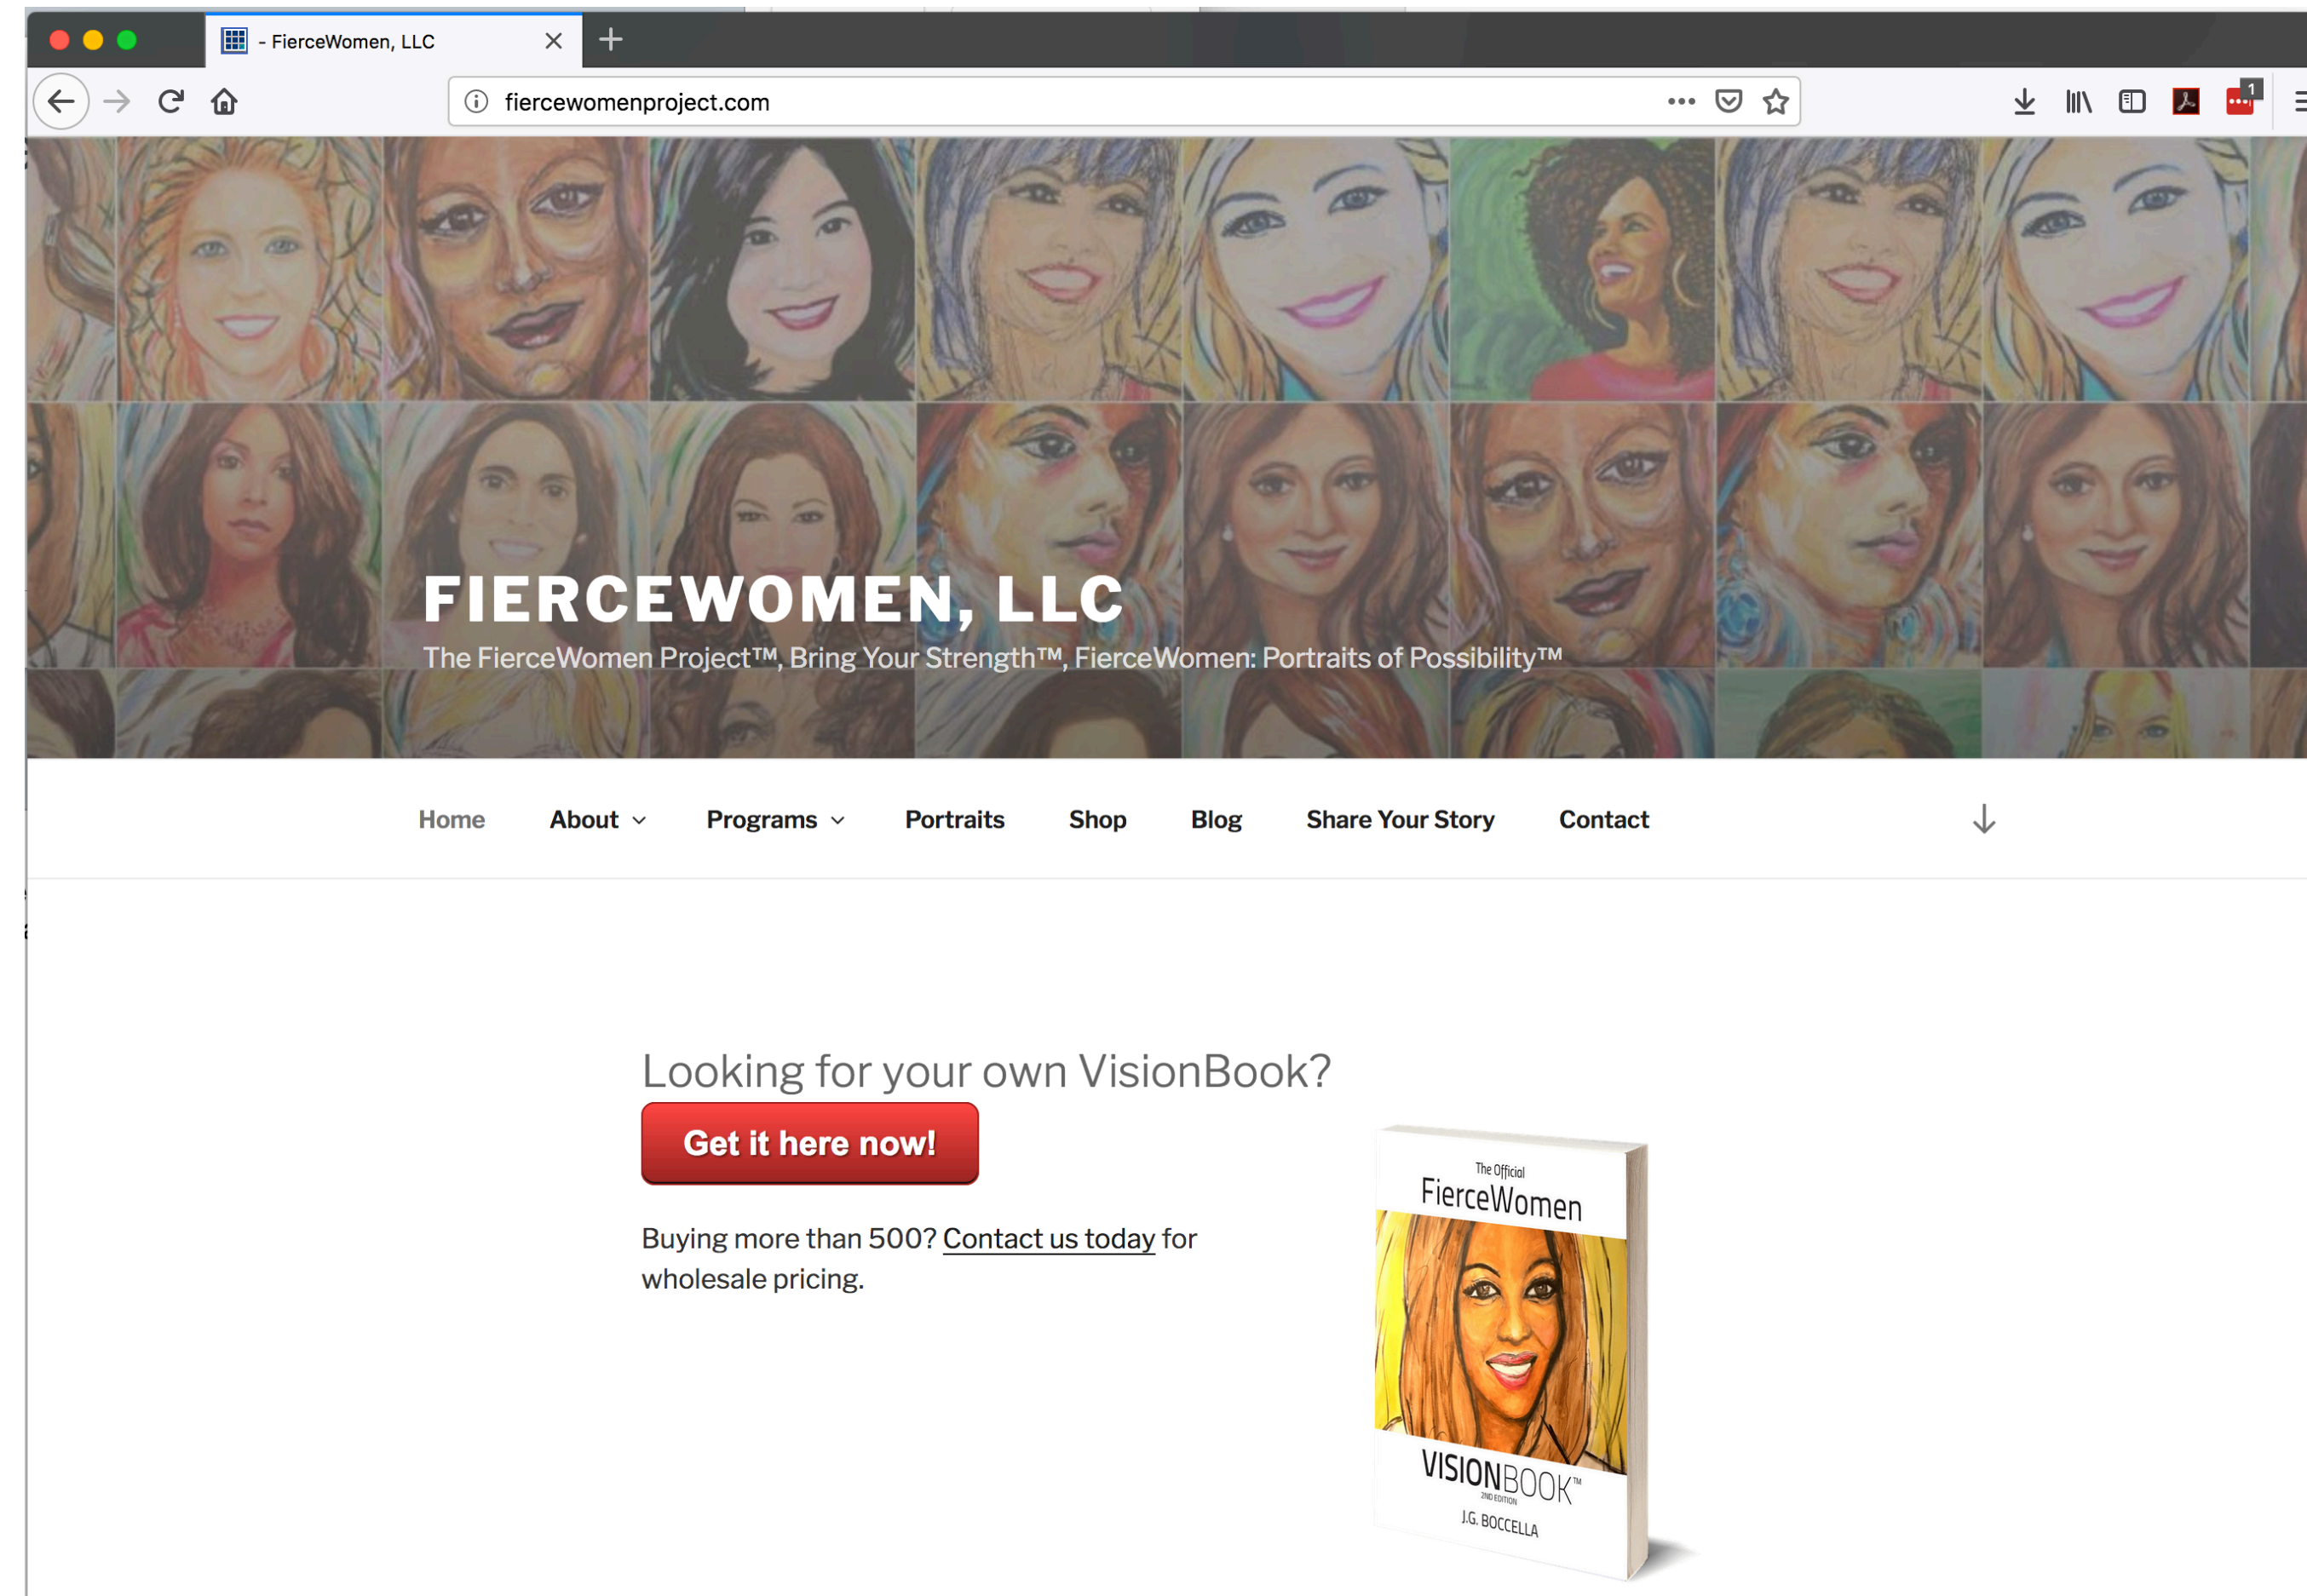 - FierceWomen, LLC
fiercewomenproject.com
1
FIERCEWOMEN, LLC
The FierceWomen Project™, Bring Your Strength™, FierceWomen: Portraits of Possibility™
Home About Programs Portraits Shop Blog Share Your Story Contact
Looking for your own VisionBook?
Get it here now!
Buying more than 500? Contact us today for
wholesale pricing.
The Official
FierceWomen
VISIONBOOK™
2ND EDITION
J.G. BOCCELLA